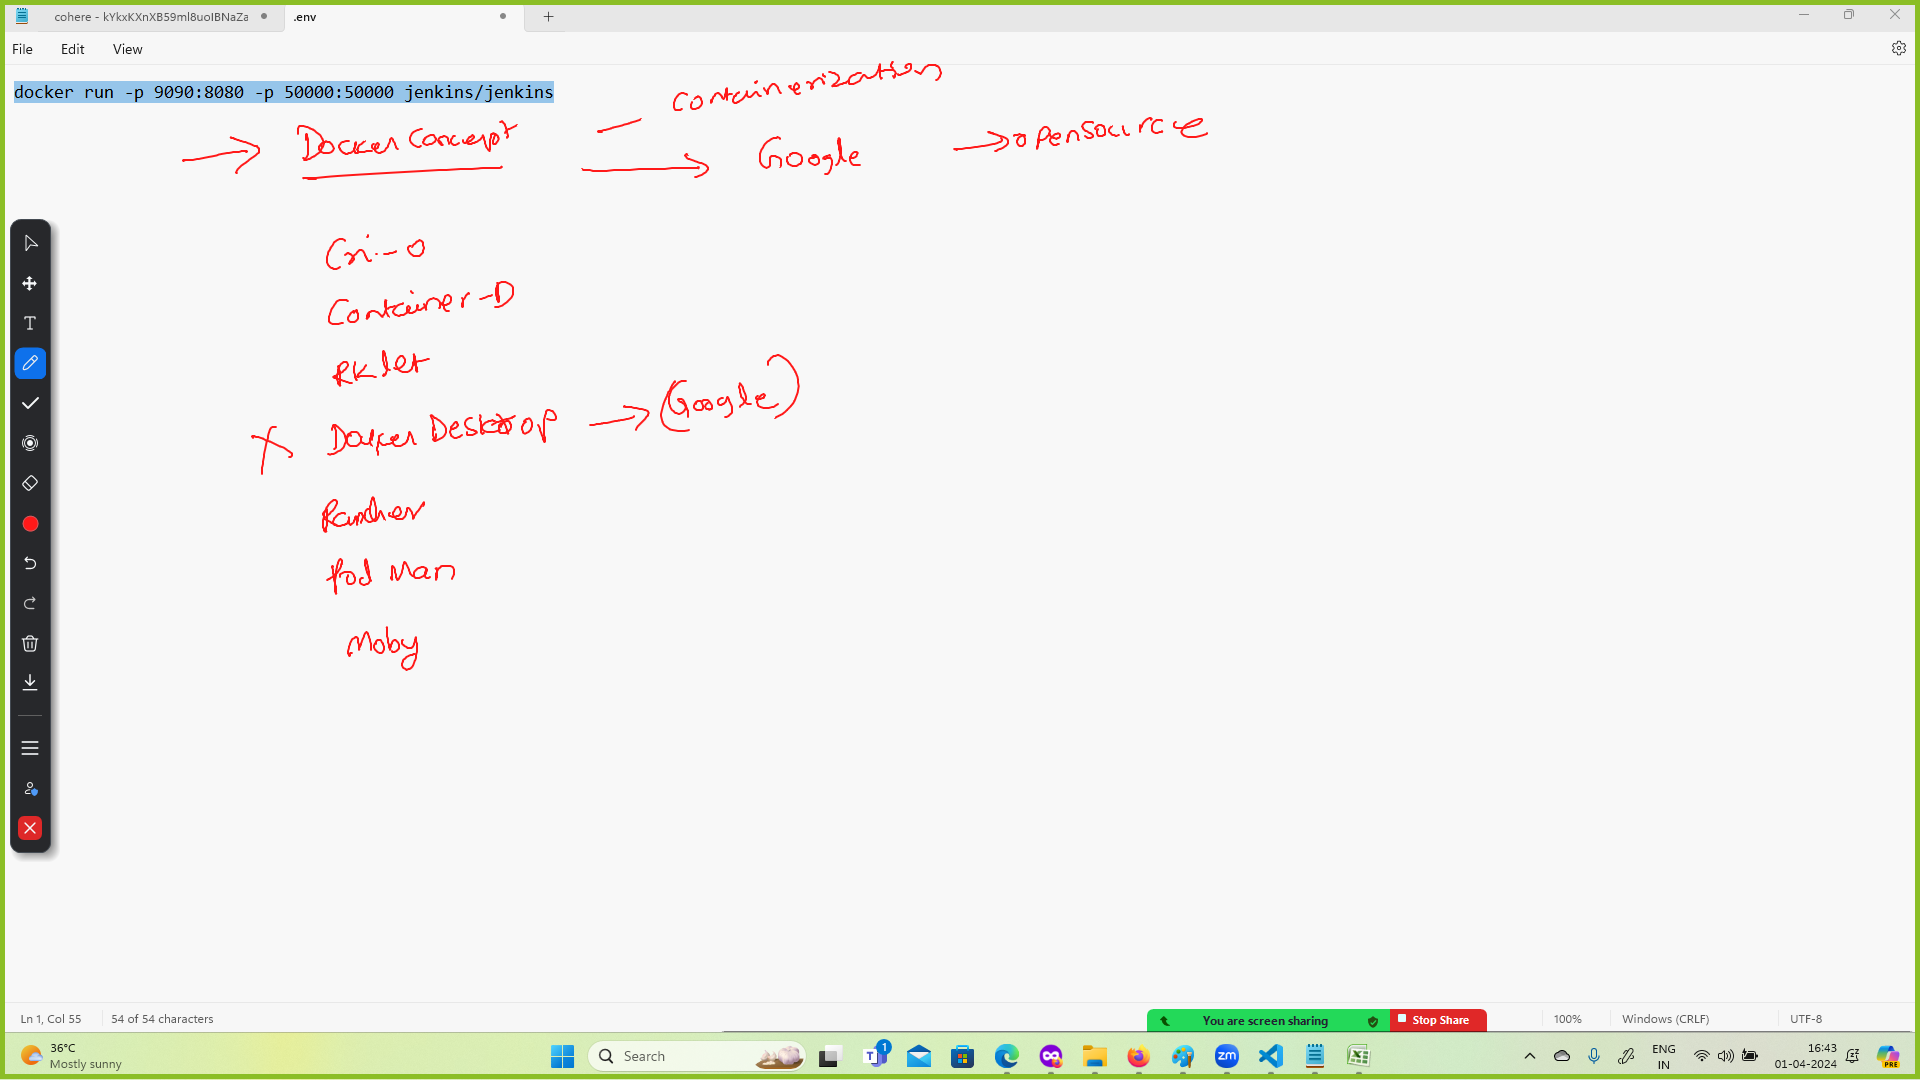 cohere - kYkxKXnXB59ml8uoIBNaZa
.env
File Edit View
docker run -p 9090:8080 -p 50000:50000 jenkins/jenkins
Containerization
Docker Concept
Google
opensource
Cri-o
Container-D
RKlet
Docker Desktop
(Google)
Rancher
Pod Man
Moby
Ln 1, Col 55
54 of 54 characters
You are screen sharing
Stop Share
100%
Windows (CRLF)
UTF-8
36°C
Mostly sunny
Search
1
zm
ENG
IN
16:43
01-04-2024
PRE